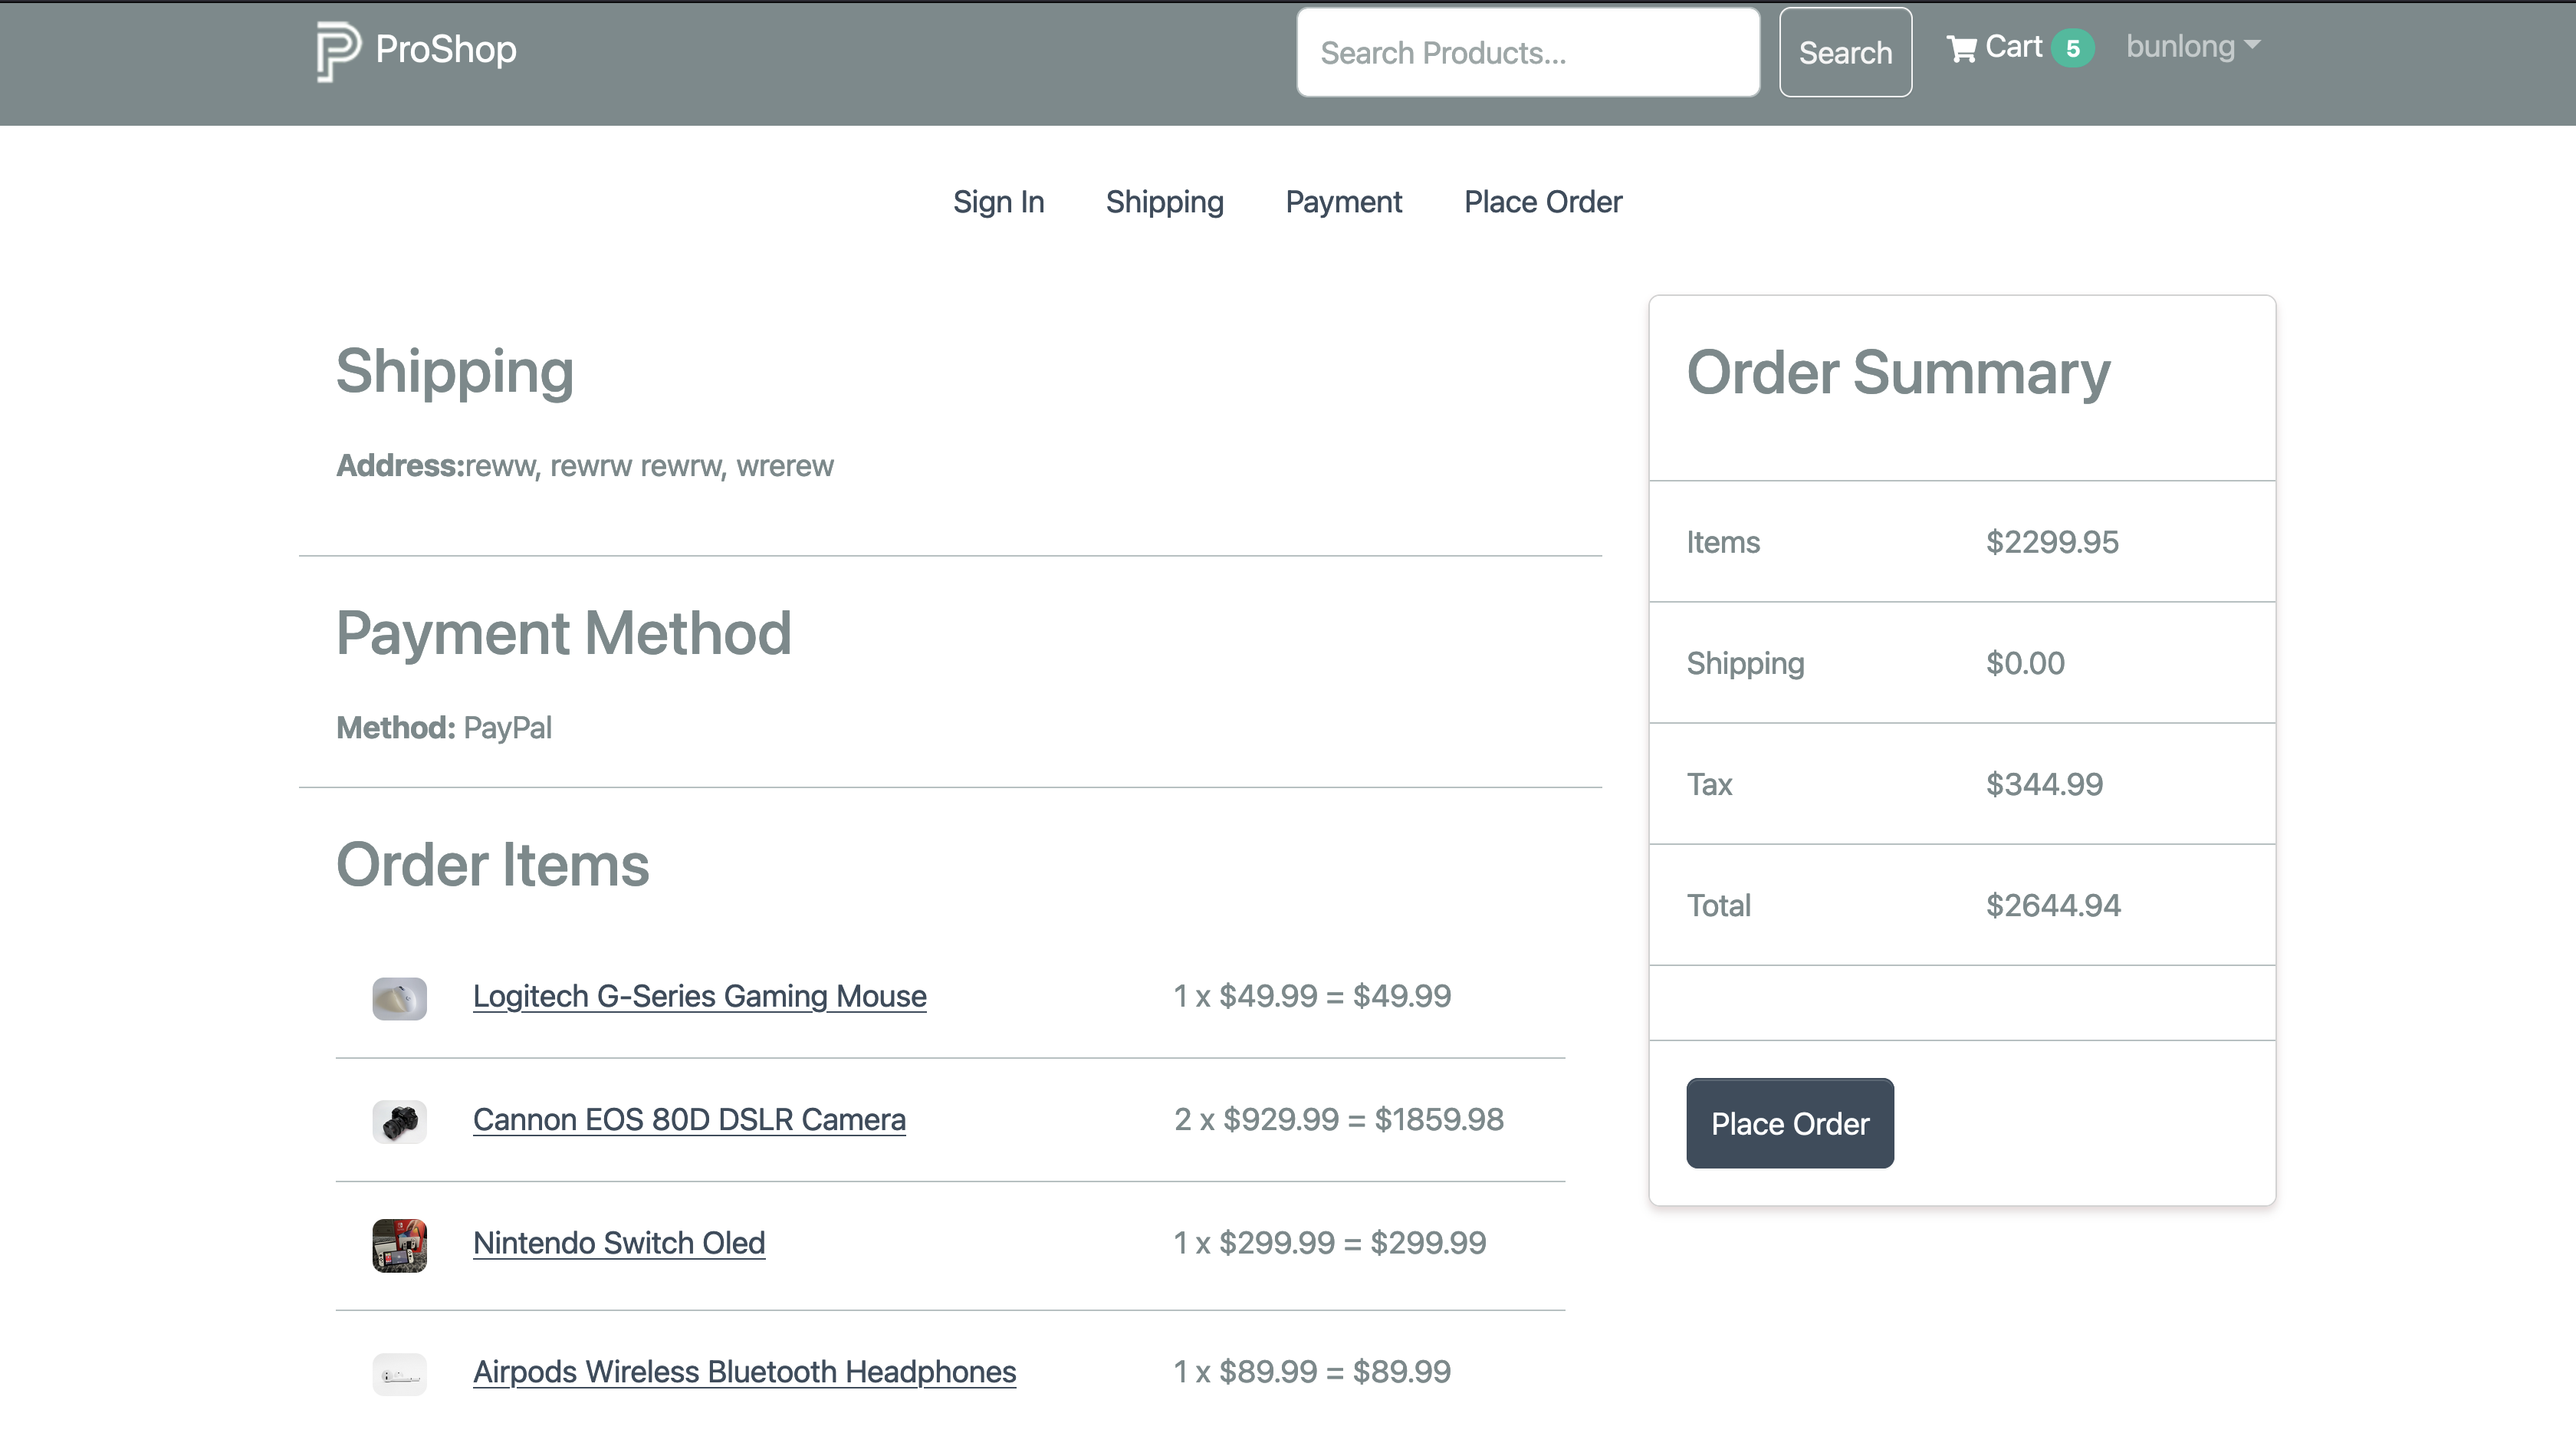 ProShop
Search Products...
Search
Cart 5
bunlong
Sign In
Shipping
Payment
Place Order
Shipping
Address:reww, rewrw rewrw, wrerew
Payment Method
Method: PayPal
Order Items
Logitech G-Series Gaming Mouse
1 x $49.99 = $49.99
Cannon EOS 80D DSLR Camera
2 x $929.99 = $1859.98
Nintendo Switch Oled
1 x $299.99 = $299.99
Airpods Wireless Bluetooth Headphones
1 x $89.99 = $89.99
Order Summary
Items $2299.95
Shipping $0.00
Tax $344.99
Total $2644.94
Place Order